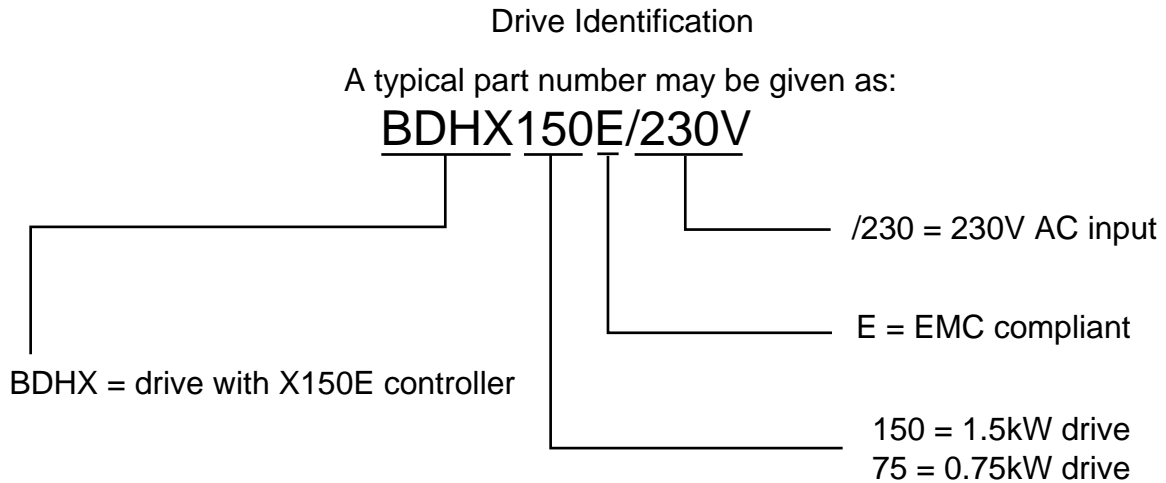 Drive Identification
A typical part number may be given as:
BDHX150E/230V
/230 = 230V AC input
E = EMC compliant
BDHX = drive with X150E controller
150 = 1.5kW drive
75 = 0.75kW drive